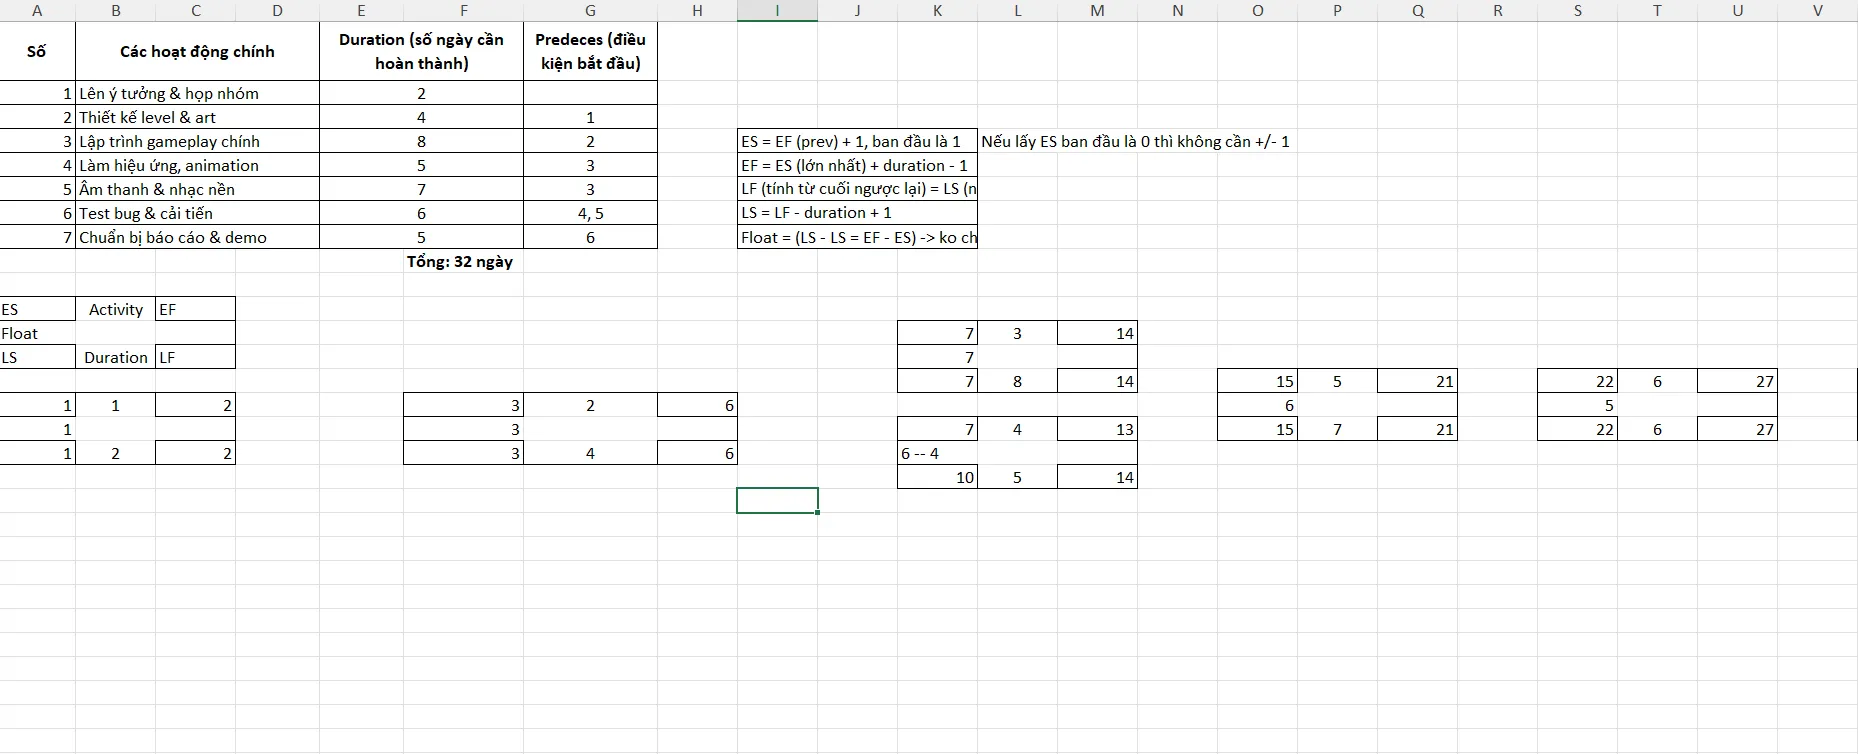 A B C D E F G H I J K L M N O P Q R S T U V
Số Các hoạt động chính Duration (số ngày cần hoàn thành) Predeces (điều kiện bắt đầu)
1 Lên ý tưởng & họp nhóm 2
2 Thiết kế level & art 4 1
3 Lập trình gameplay chính 8 2 ES = EF (prev) + 1, ban đầu là 1 Nếu lấy ES ban đầu là 0 thì không cần +/- 1
4 Làm hiệu ứng, animation 5 3 EF = ES (lớn nhất) + duration - 1
5 Âm thanh & nhạc nền 7 3 LF (tính từ cuối ngược lại) = LS (n
6 Test bug & cải tiến 6 4, 5 LS = LF - duration + 1
7 Chuẩn bị báo cáo & demo 5 6 Float = (LS - LS = EF - ES) -> ko ch
Tổng: 32 ngày
ES Activity EF
Float 7 3 14
LS Duration LF 7
7 8 14 15 5 21 22 6 27
1 1 2 3 2 6 6 5
1 3 7 4 13 15 7 21 22 6 27
1 2 2 3 4 6 6 -- 4
10 5 14